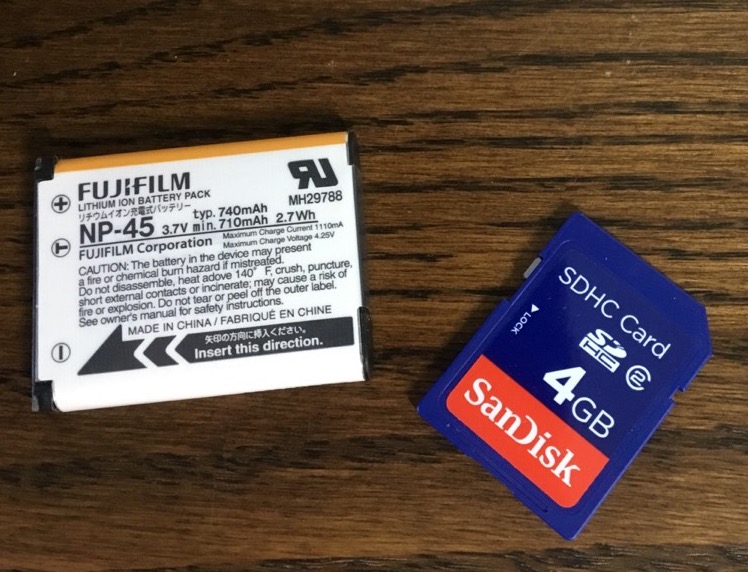 FUJIFILM
LITHIUM ION BATTERY PACK
リチウムイオン充電式バッテリー
NP-45 3.7V typ. 740mAh min. 710mAh 2.7Wh
FUJIFILM Corporation
Maximum Charge Current 1110mA
Maximum Charge Voltage 4.25V
MH29788
CAUTION: The battery in the device may present
a fire or chemical burn hazard if mistreated.
Do not disassemble, heat above 140°F, crush, puncture,
short external contacts or incinerate; may cause a risk of
fire or explosion. Do not tear or peel off the outer label.
See owner's manual for safety instructions.
MADE IN CHINA / FABRIQUÉ EN CHINE
矢印の方向に挿入ください。
Insert this direction.
+
T
−
SDHC Card
LOCK
SD
HC
2
4GB
SanDisk